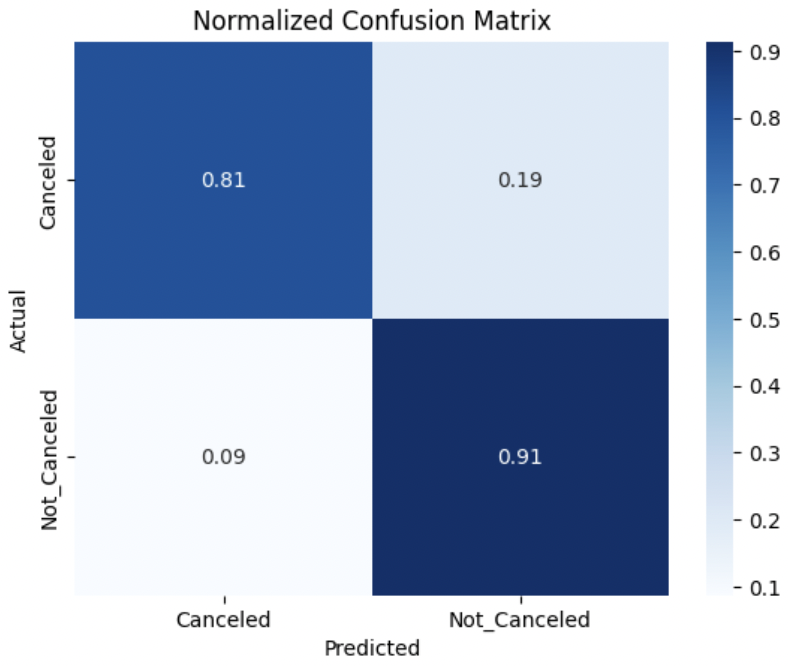 Normalized Confusion Matrix
Actual
Canceled
Not_Canceled
0.81
0.19
0.09
0.91
Canceled
Not_Canceled
Predicted
0.9
0.8
0.7
0.6
0.5
0.4
0.3
0.2
0.1